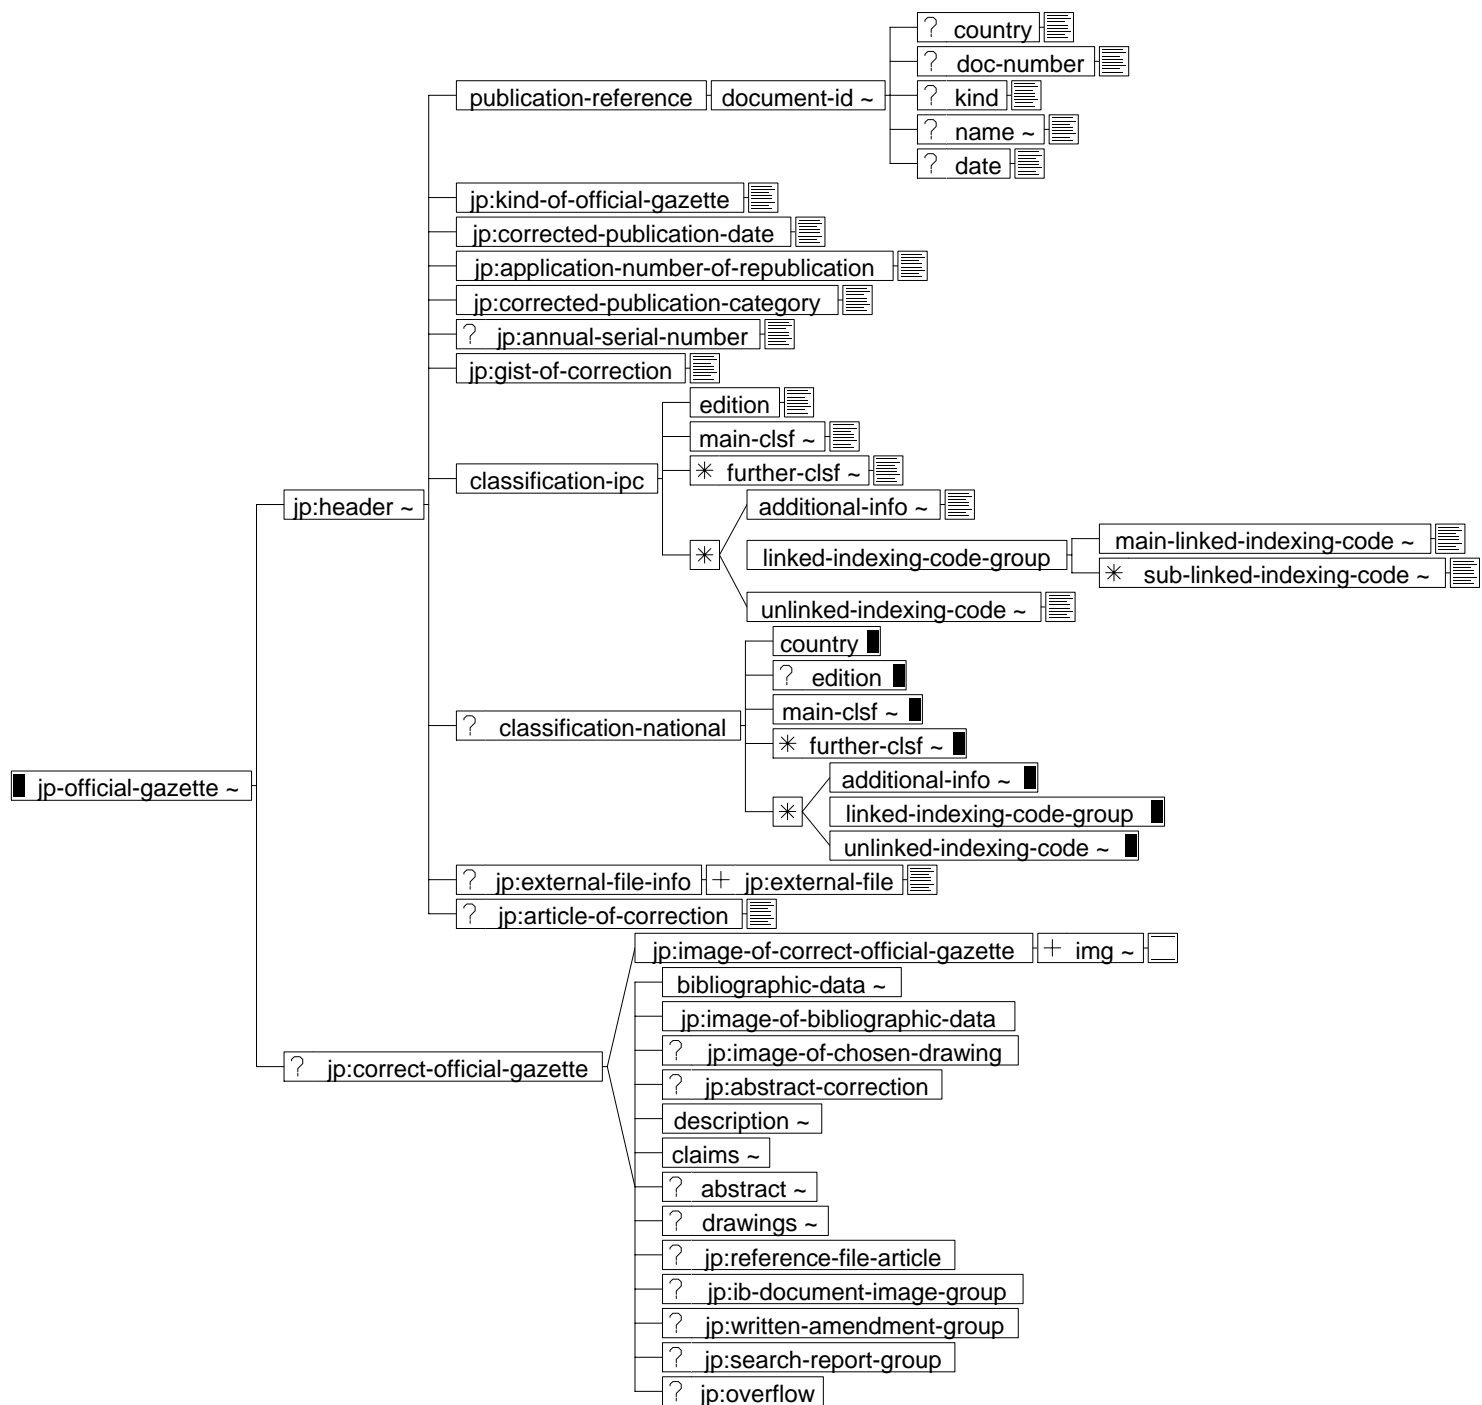 ? country
? doc-number
publication-reference document-id ~ ? kind
? name ~
? date
jp:kind-of-official-gazette
jp:corrected-publication-date
jp:application-number-of-republication
jp:corrected-publication-category
? jp:annual-serial-number
jp:gist-of-correction
edition
main-clsf ~
classification-ipc * further-clsf ~
jp:header ~ additional-info ~
main-linked-indexing-code ~
* linked-indexing-code-group
* sub-linked-indexing-code ~
unlinked-indexing-code ~
country
? edition
main-clsf ~
? classification-national
* further-clsf ~
jp-official-gazette ~ additional-info ~
* linked-indexing-code-group
unlinked-indexing-code ~
? jp:external-file-info + jp:external-file
? jp:article-of-correction
jp:image-of-correct-official-gazette + img ~
bibliographic-data ~
jp:image-of-bibliographic-data
? jp:image-of-chosen-drawing
? jp:correct-official-gazette
? jp:abstract-correction
description ~
claims ~
? abstract ~
? drawings ~
? jp:reference-file-article
? jp:ib-document-image-group
? jp:written-amendment-group
? jp:search-report-group
? jp:overflow